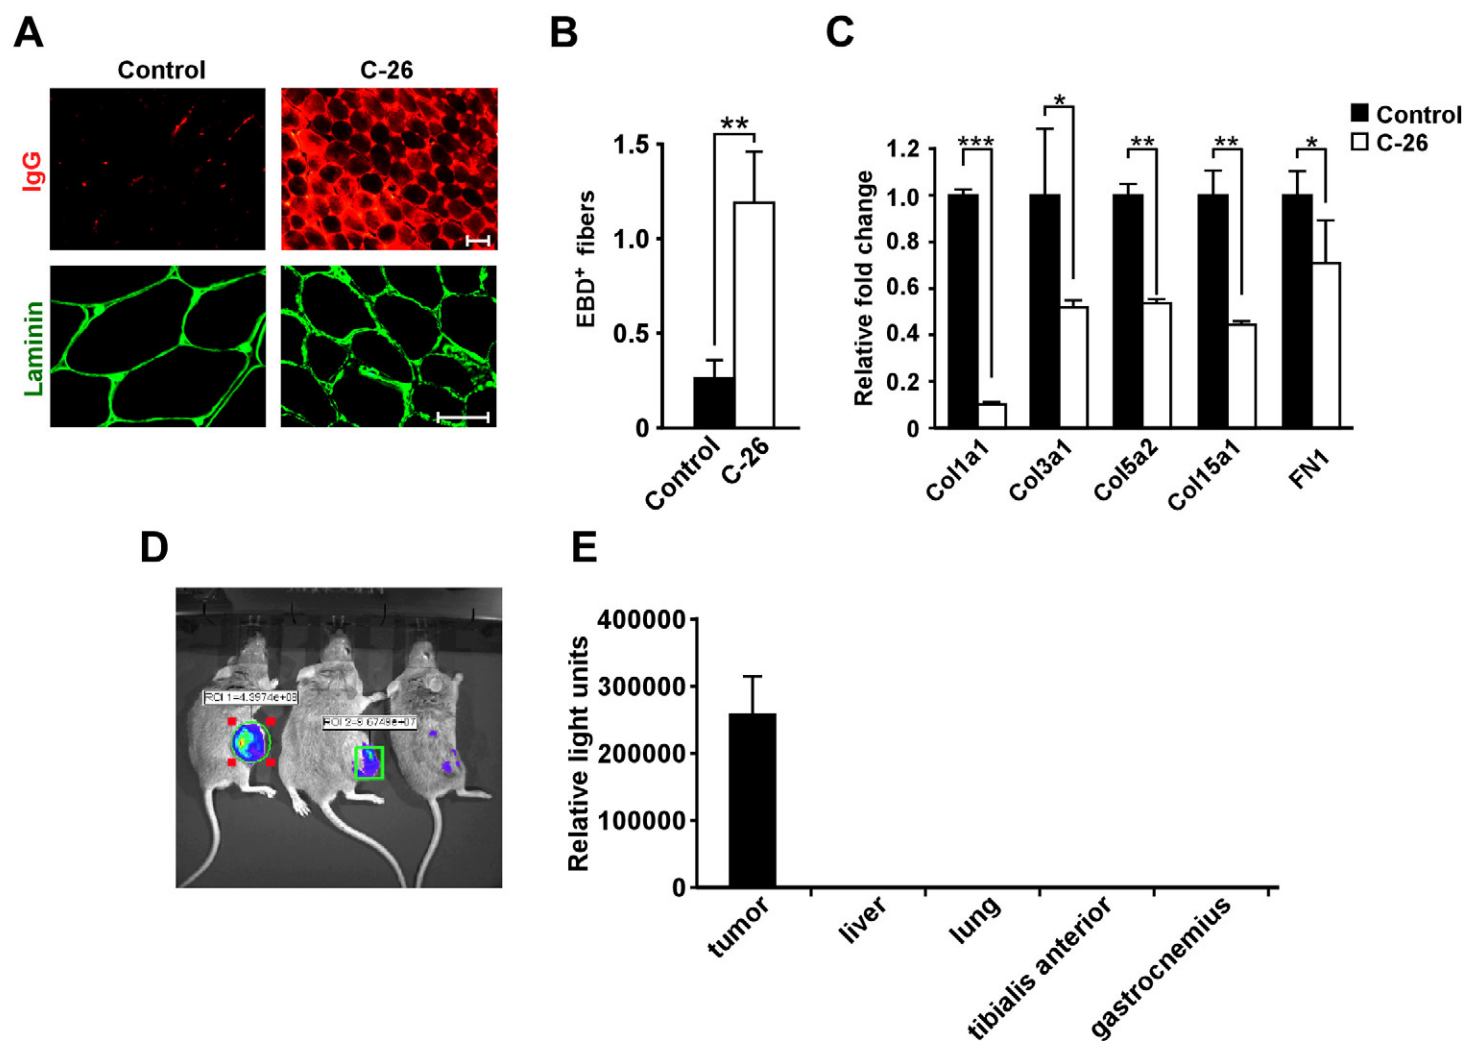 A
Control
C-26
IgG
Laminin
B
EBD+ fibers
1.5
1.0
0.5
0
**
Control
C-26
C
Relative fold change
1.2
1.0
0.8
0.6
0.4
0.2
0
***
*
**
**
*
Control
C-26
Col1a1
Col3a1
Col5a2
Col15a1
FN1
D
E
Relative light units
400000
300000
200000
100000
0
tumor
liver
lung
tibialis anterior
gastrocnemius